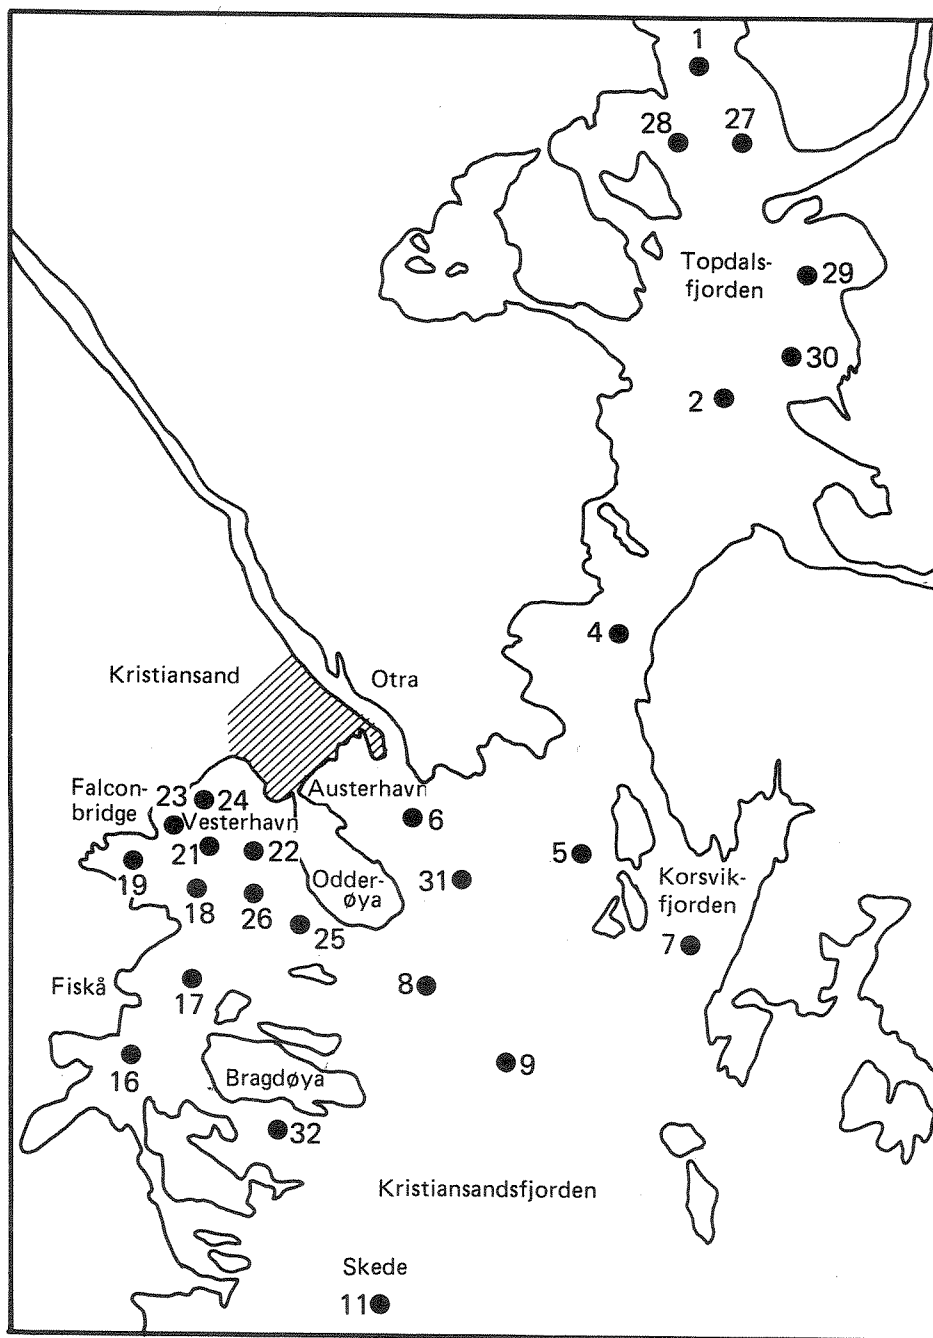 1
28
27
Topdals-
fjorden
29
30
2
4
Kristiansand
Otra
Falcon-
bridge
23
24
Austerhavn
Vesterhavn
6
21
22
5
19
18
26
Odder-
øya
31
Korsvik-
fjorden
25
7
Fiskå
17
8
16
Bragdøya
9
32
Kristiansandsfjorden
Skede
11